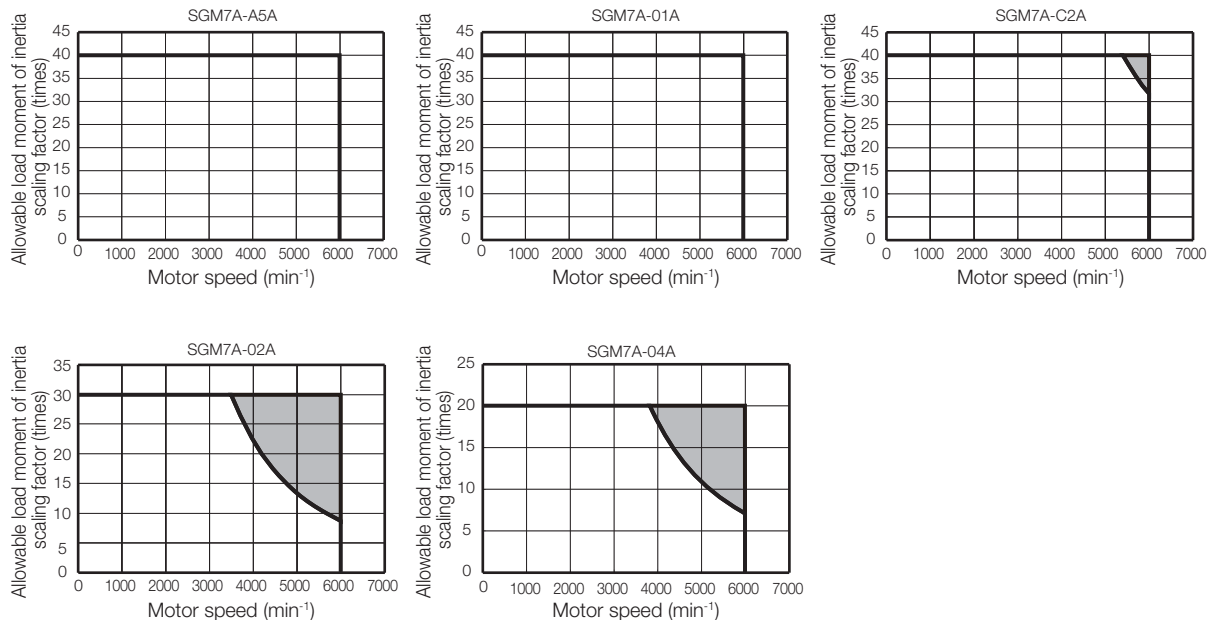 SGM7A-A5A
Allowable load moment of inertia
scaling factor (times)
45
40
35
30
25
20
15
10
5
0
0 1000 2000 3000 4000 5000 6000 7000
Motor speed (min-1)
SGM7A-01A
Allowable load moment of inertia
scaling factor (times)
45
40
35
30
25
20
15
10
5
0
0 1000 2000 3000 4000 5000 6000 7000
Motor speed (min-1)
SGM7A-C2A
Allowable load moment of inertia
scaling factor (times)
45
40
35
30
25
20
15
10
5
0
0 1000 2000 3000 4000 5000 6000 7000
Motor speed (min-1)
SGM7A-02A
Allowable load moment of inertia
scaling factor (times)
35
30
25
20
15
10
5
0
0 1000 2000 3000 4000 5000 6000 7000
Motor speed (min-1)
SGM7A-04A
Allowable load moment of inertia
scaling factor (times)
25
20
15
10
5
0
0 1000 2000 3000 4000 5000 6000 7000
Motor speed (min-1)